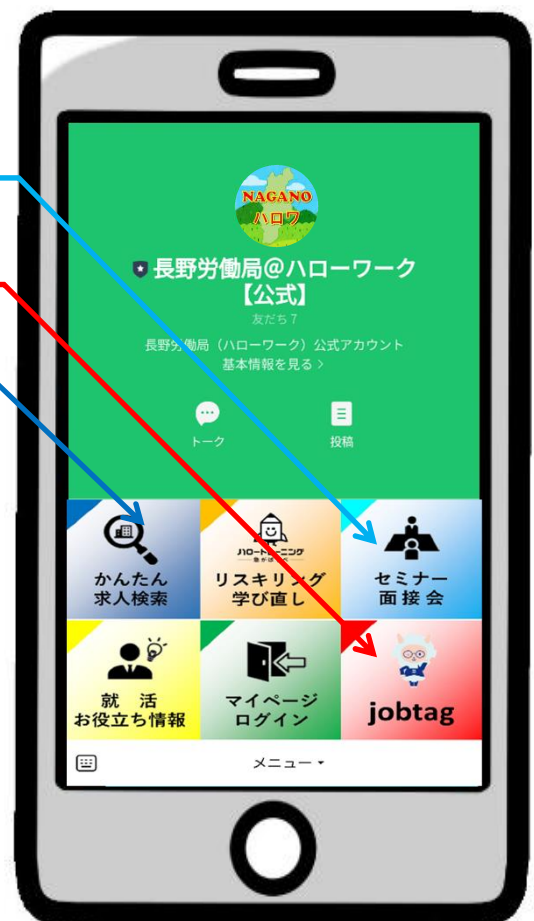 NAGANO
ハロワ
長野労働局＠ハローワーク
【公式】
友だち 7
長野労働局（ハローワーク）公式アカウント
基本情報を見る >
トーク
投稿
かんたん
求人検索
ハロートレーニング
急がば学べ
リスキリング
学び直し
セミナー
面接会
就 活
お役立ち情報
マイページ
ログイン
jobtag
メニュー ▾